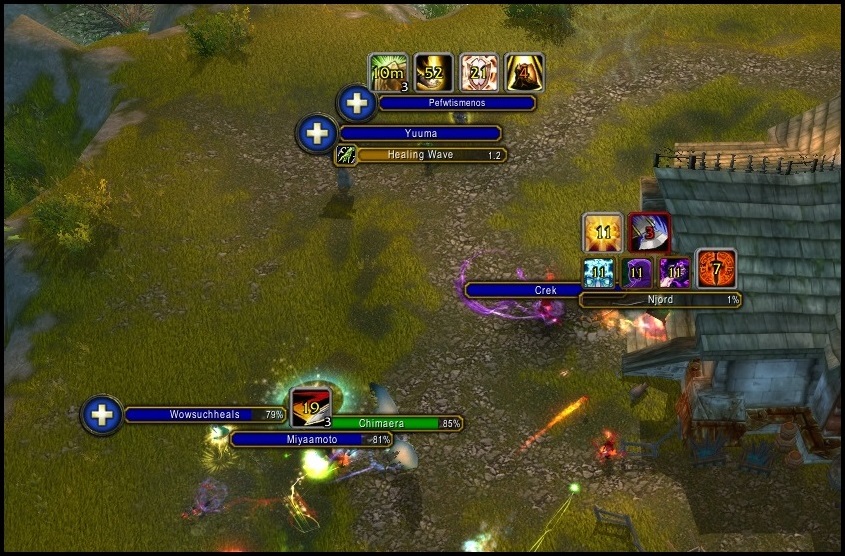 10m 52 21 4
3
Pefwtismenos
Yuuma
Healing Wave 1.2
11 3
11 11 11 7
Crek
Njord 1%
19
3
Wowsuchheals 79%
Chimaera 85%
Miyaamoto 81%